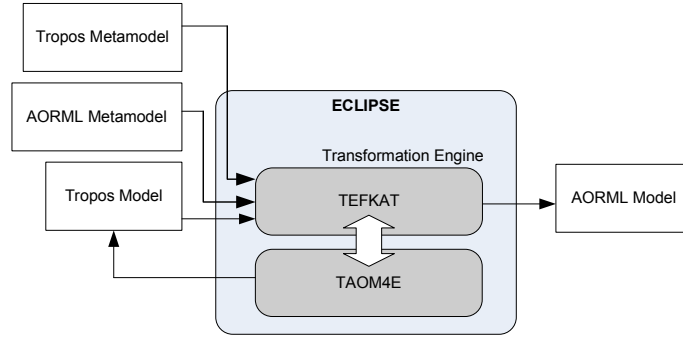 Tropos Metamodel
ECLIPSE
AORML Metamodel
Transformation Engine
Tropos Model
TEFKAT
AORML Model
TAOM4E